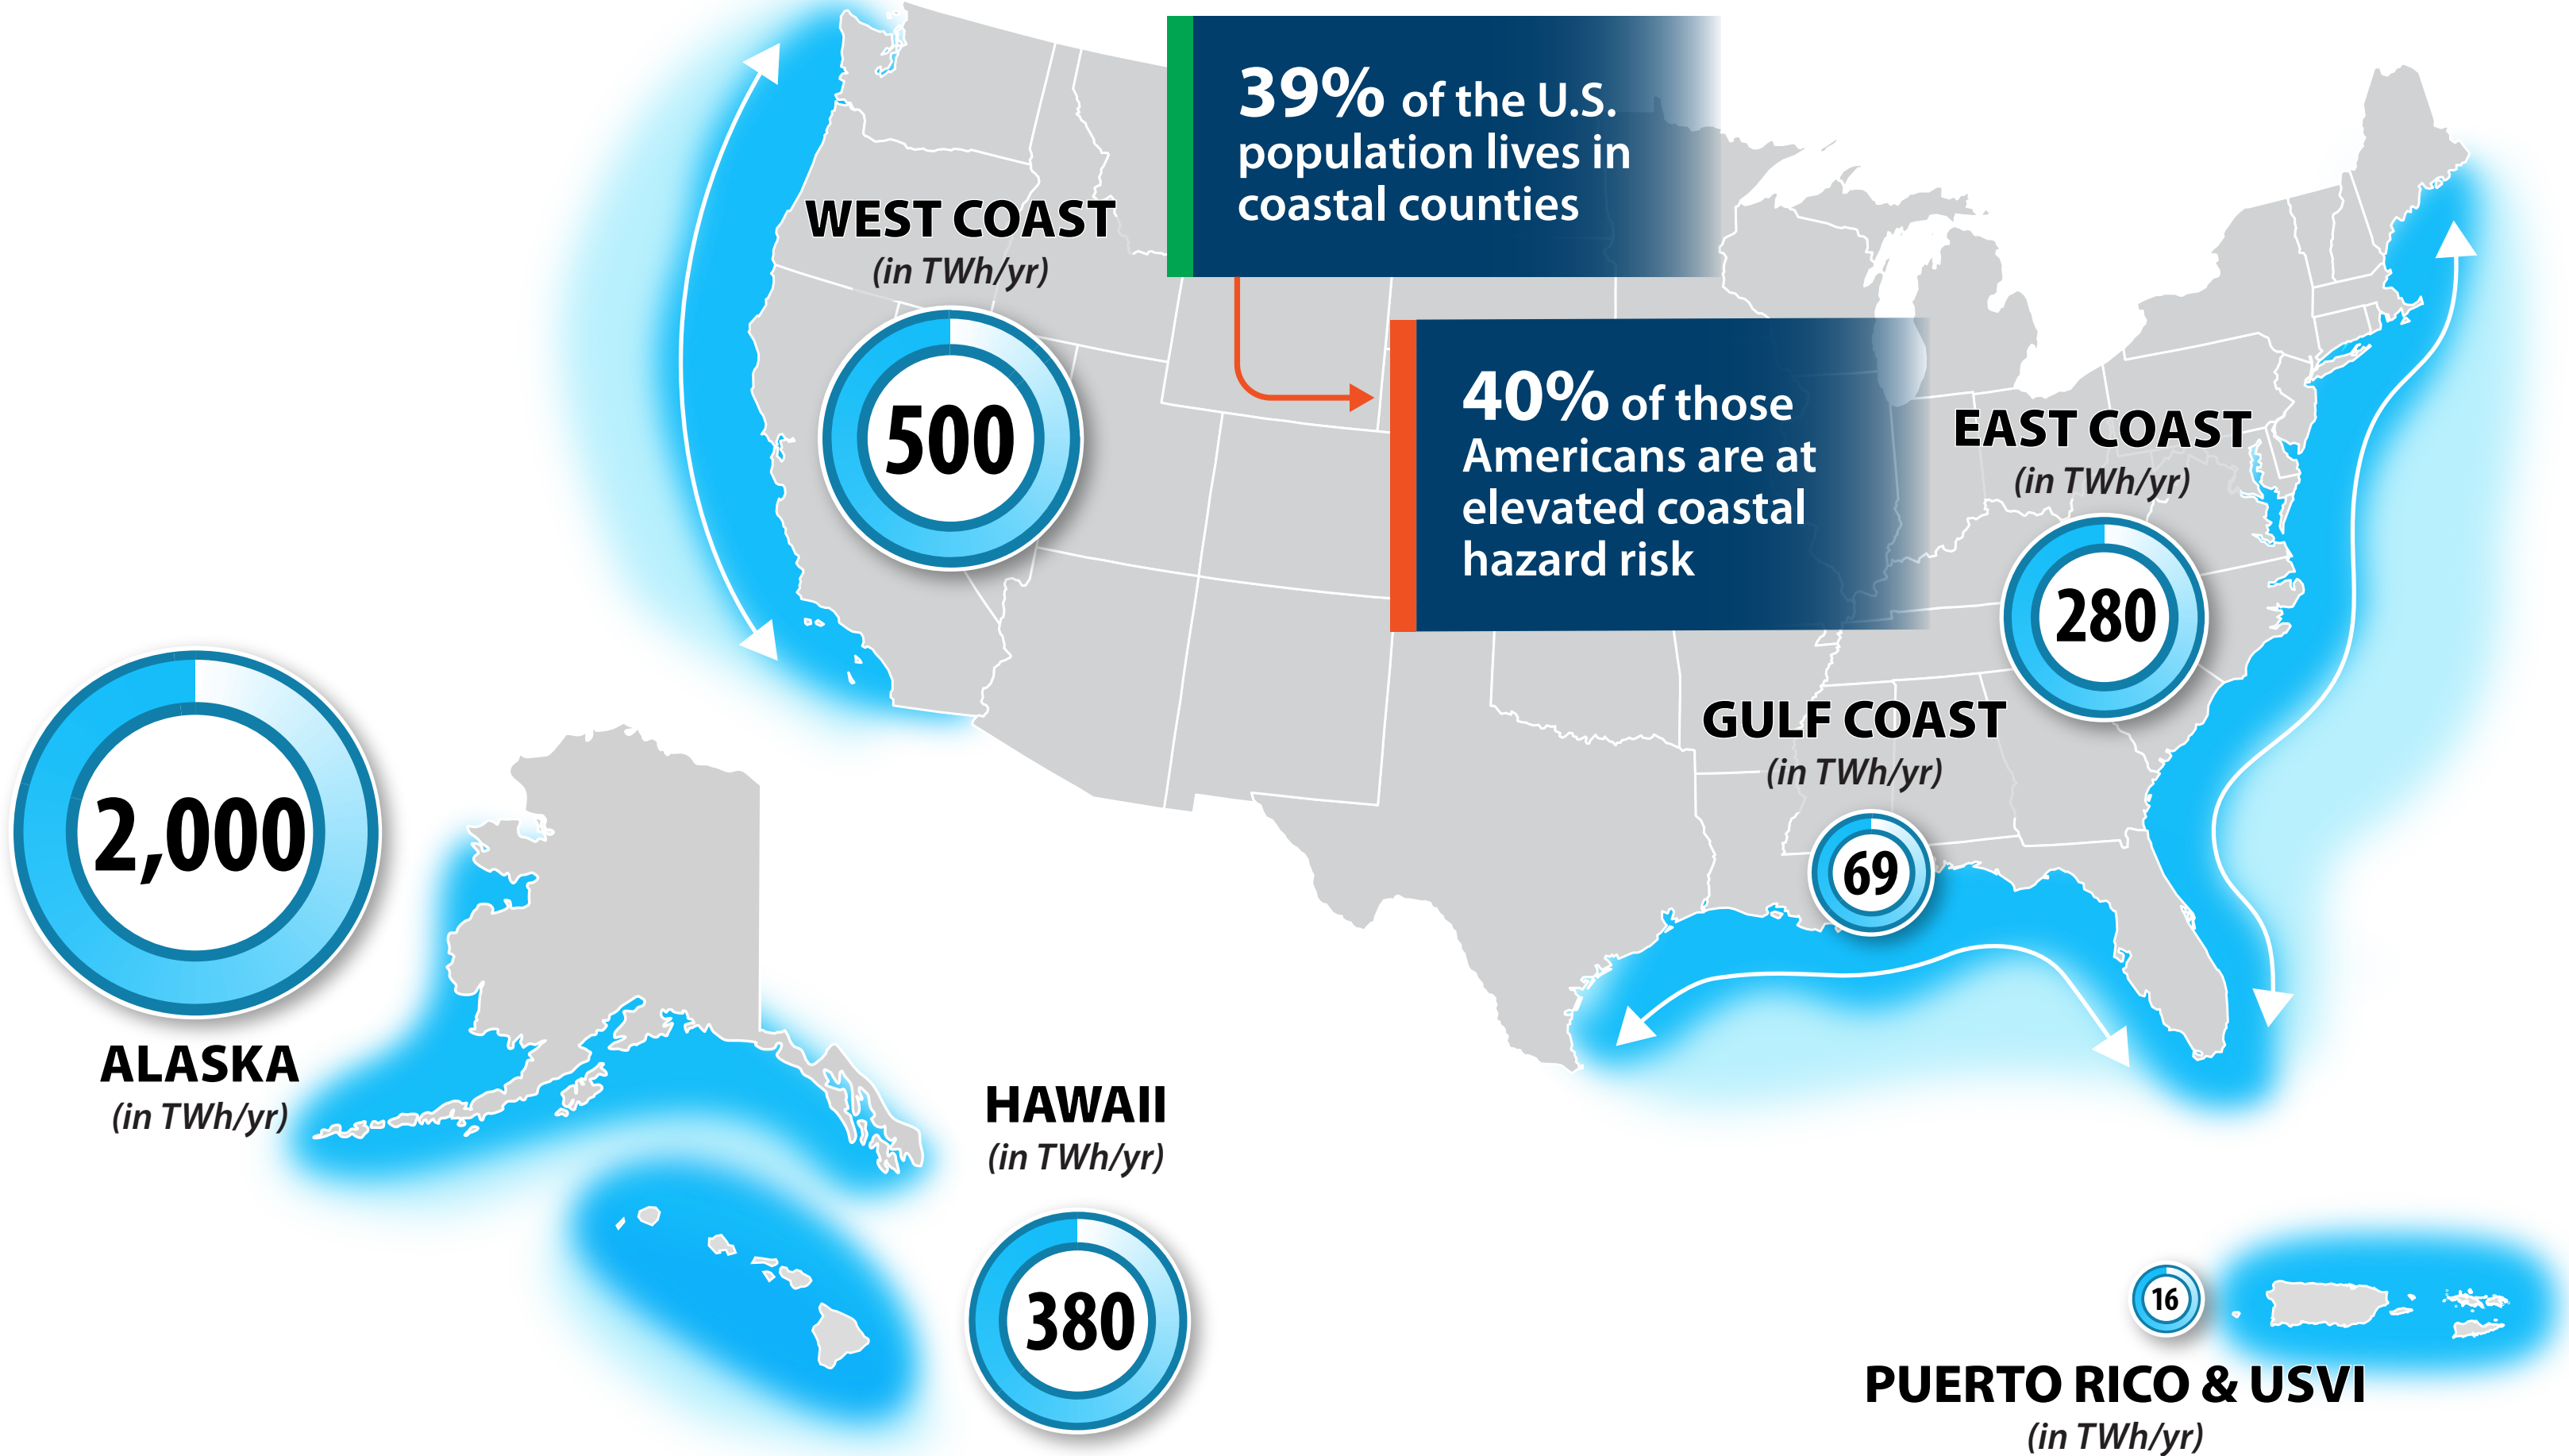 39% of the U.S.
population lives in
coastal counties
WEST COAST
(in TWh/yr)
500
40% of those
Americans are at
elevated coastal
hazard risk
EAST COAST
(in TWh/yr)
280
GULF COAST
(in TWh/yr)
69
2,000
ALASKA
(in TWh/yr)
HAWAII
(in TWh/yr)
380
16
PUERTO RICO & USVI
(in TWh/yr)